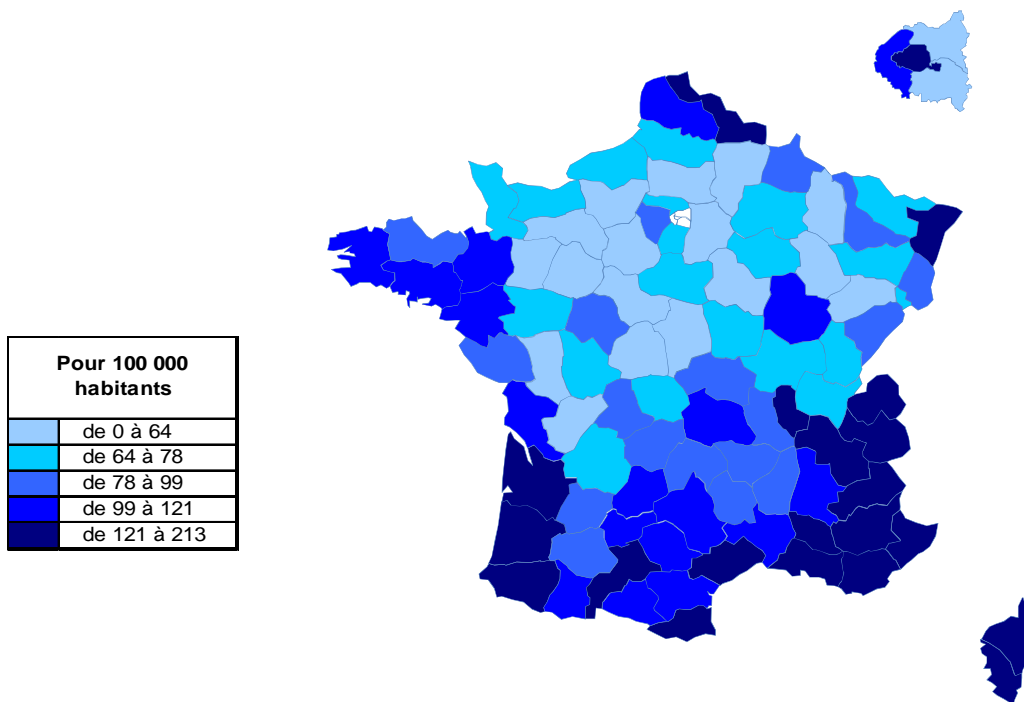 Pour 100 000
habitants
de 0 à 64
de 64 à 78
de 78 à 99
de 99 à 121
de 121 à 213